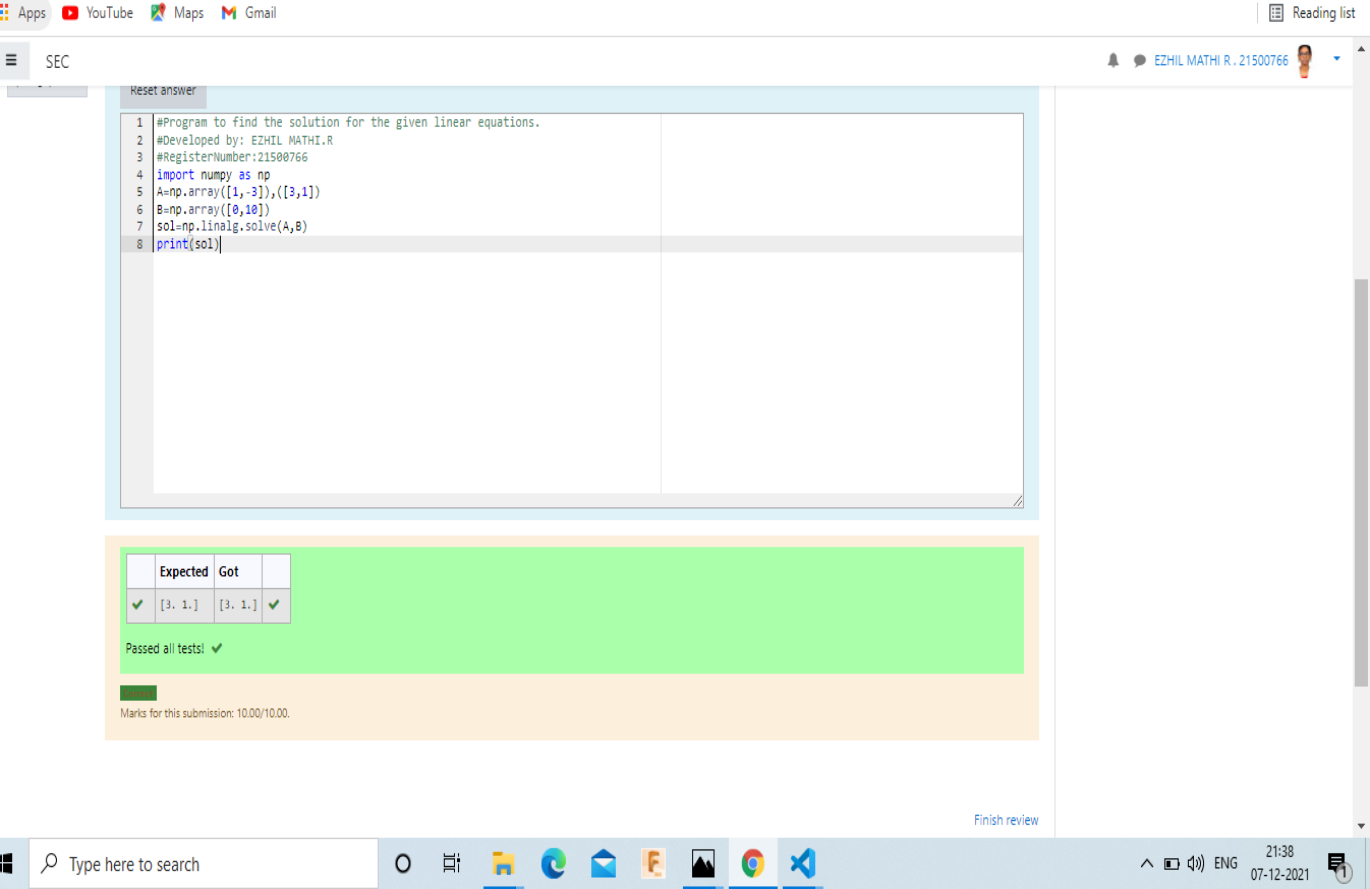 Apps YouTube Maps Gmail Reading list
SEC EZHIL MATHI R . 21500766
Reset answer
1 #Program to find the solution for the given linear equations.
2 #Developed by: EZHIL MATHI.R
3 #RegisterNumber:21500766
4 import numpy as np
5 A=np.array([1,-3]),([3,1])
6 B=np.array([0,10])
7 sol=np.linalg.solve(A,B)
8 print(sol)
Expected Got
[3. 1.] [3. 1.]
Passed all tests!
Marks for this submission: 10.00/10.00.
Finish review
Type here to search
ENG
21:38
07-12-2021
1